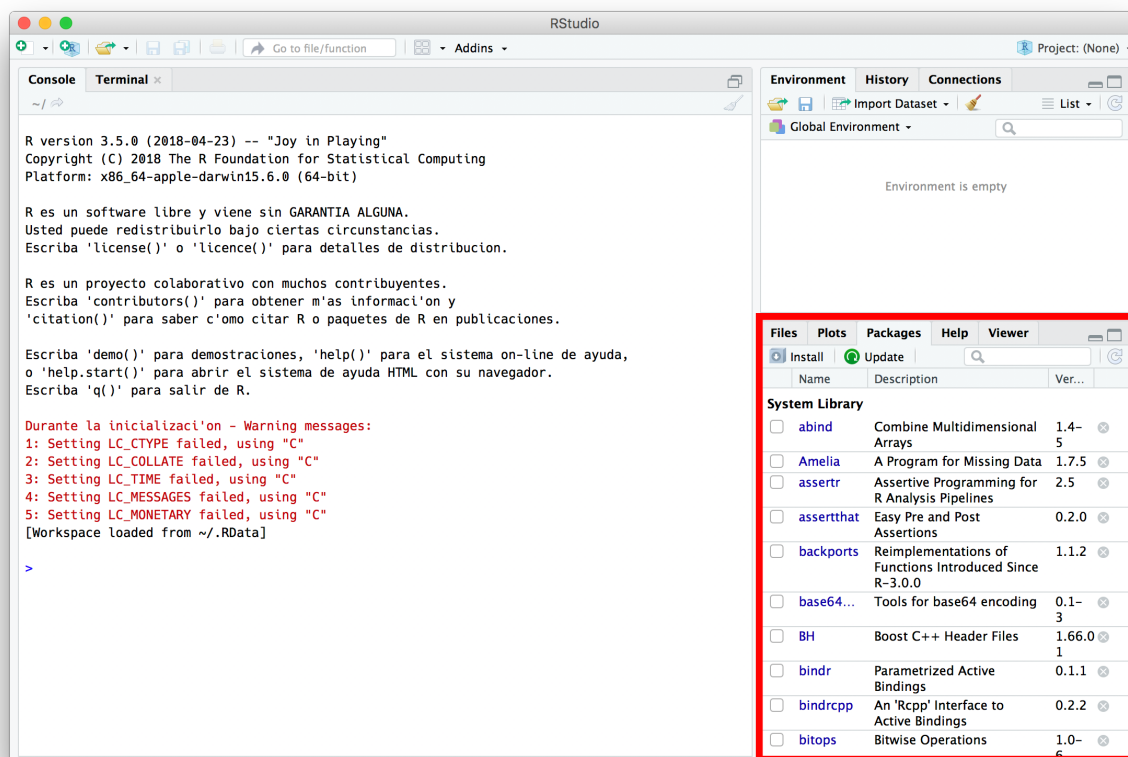 RStudio
Go to file/function
Addins
Project: (None)
Console Terminal
~/
R version 3.5.0 (2018-04-23) -- "Joy in Playing"
Copyright (C) 2018 The R Foundation for Statistical Computing
Platform: x86_64-apple-darwin15.6.0 (64-bit)
R es un software libre y viene sin GARANTIA ALGUNA.
Usted puede redistribuirlo bajo ciertas circunstancias.
Escriba 'license()' o 'licence()' para detalles de distribucion.
R es un proyecto colaborativo con muchos contribuyentes.
Escriba 'contributors()' para obtener m'as informaci'on y
'citation()' para saber c'omo citar R o paquetes de R en publicaciones.
Escriba 'demo()' para demostraciones, 'help()' para el sistema on-line de ayuda,
o 'help.start()' para abrir el sistema de ayuda HTML con su navegador.
Escriba 'q()' para salir de R.
Durante la inicializaci'on - Warning messages:
1: Setting LC_CTYPE failed, using "C"
2: Setting LC_COLLATE failed, using "C"
3: Setting LC_TIME failed, using "C"
4: Setting LC_MESSAGES failed, using "C"
5: Setting LC_MONETARY failed, using "C"
[Workspace loaded from ~/.RData]
>
Environment History Connections
Import Dataset List
Global Environment
Environment is empty
Files Plots Packages Help Viewer
Install Update
Name Description Ver...
System Library
abind Combine Multidimensional 1.4-
Arrays 5
Amelia A Program for Missing Data 1.7.5
assertr Assertive Programming for 2.5
R Analysis Pipelines
assertthat Easy Pre and Post 0.2.0
Assertions
backports Reimplementations of 1.1.2
Functions Introduced Since
R-3.0.0
base64... Tools for base64 encoding 0.1-
3
BH Boost C++ Header Files 1.66.0
1
bindr Parametrized Active 0.1.1
Bindings
bindrcpp An 'Rcpp' Interface to 0.2.2
Active Bindings
bitops Bitwise Operations 1.0-
6